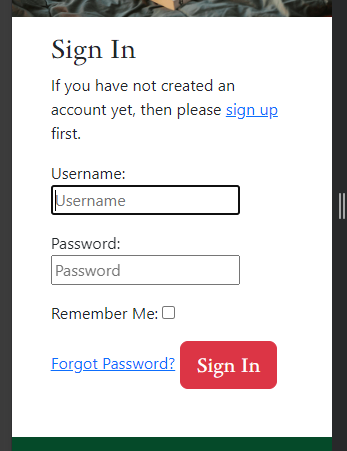 Sign In
If you have not created an
account yet, then please sign up
first.
Username:
Username
Password:
Password
Remember Me:
Forgot Password? Sign In